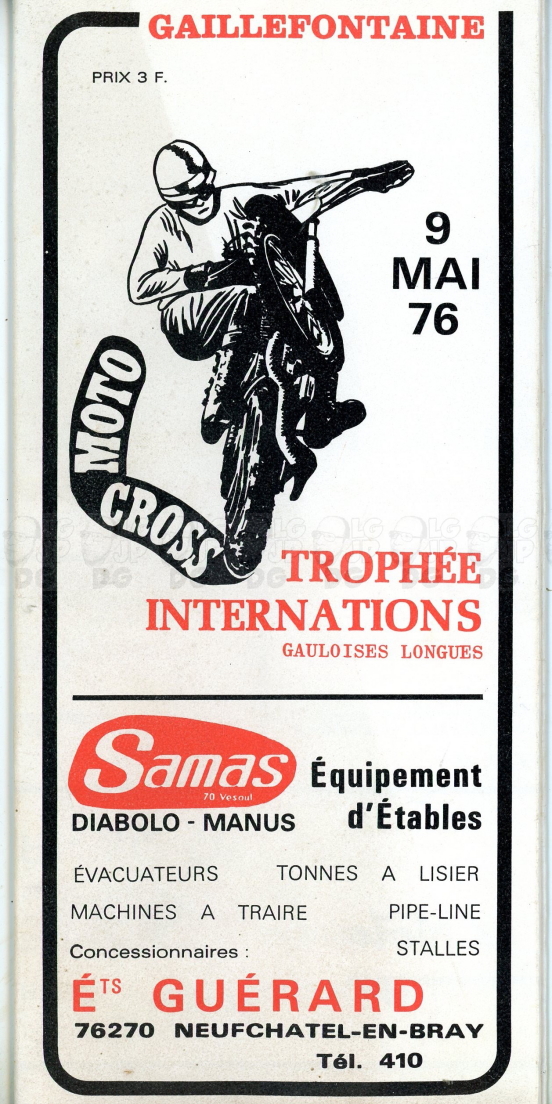 GAILLEFONTAINE
PRIX 3 F.
9
MAI
76
MOTO
CROSS
TROPHÉE
INTERNATIONS
GAULOISES LONGUES
Samas
70 Vesoul
Équipement
d'Étables
DIABOLO - MANUS
ÉVACUATEURS TONNES A LISIER
MACHINES A TRAIRE PIPE-LINE
Concessionnaires : STALLES
ÉTS GUÉRARD
76270 NEUFCHATEL-EN-BRAY
Tél. 410